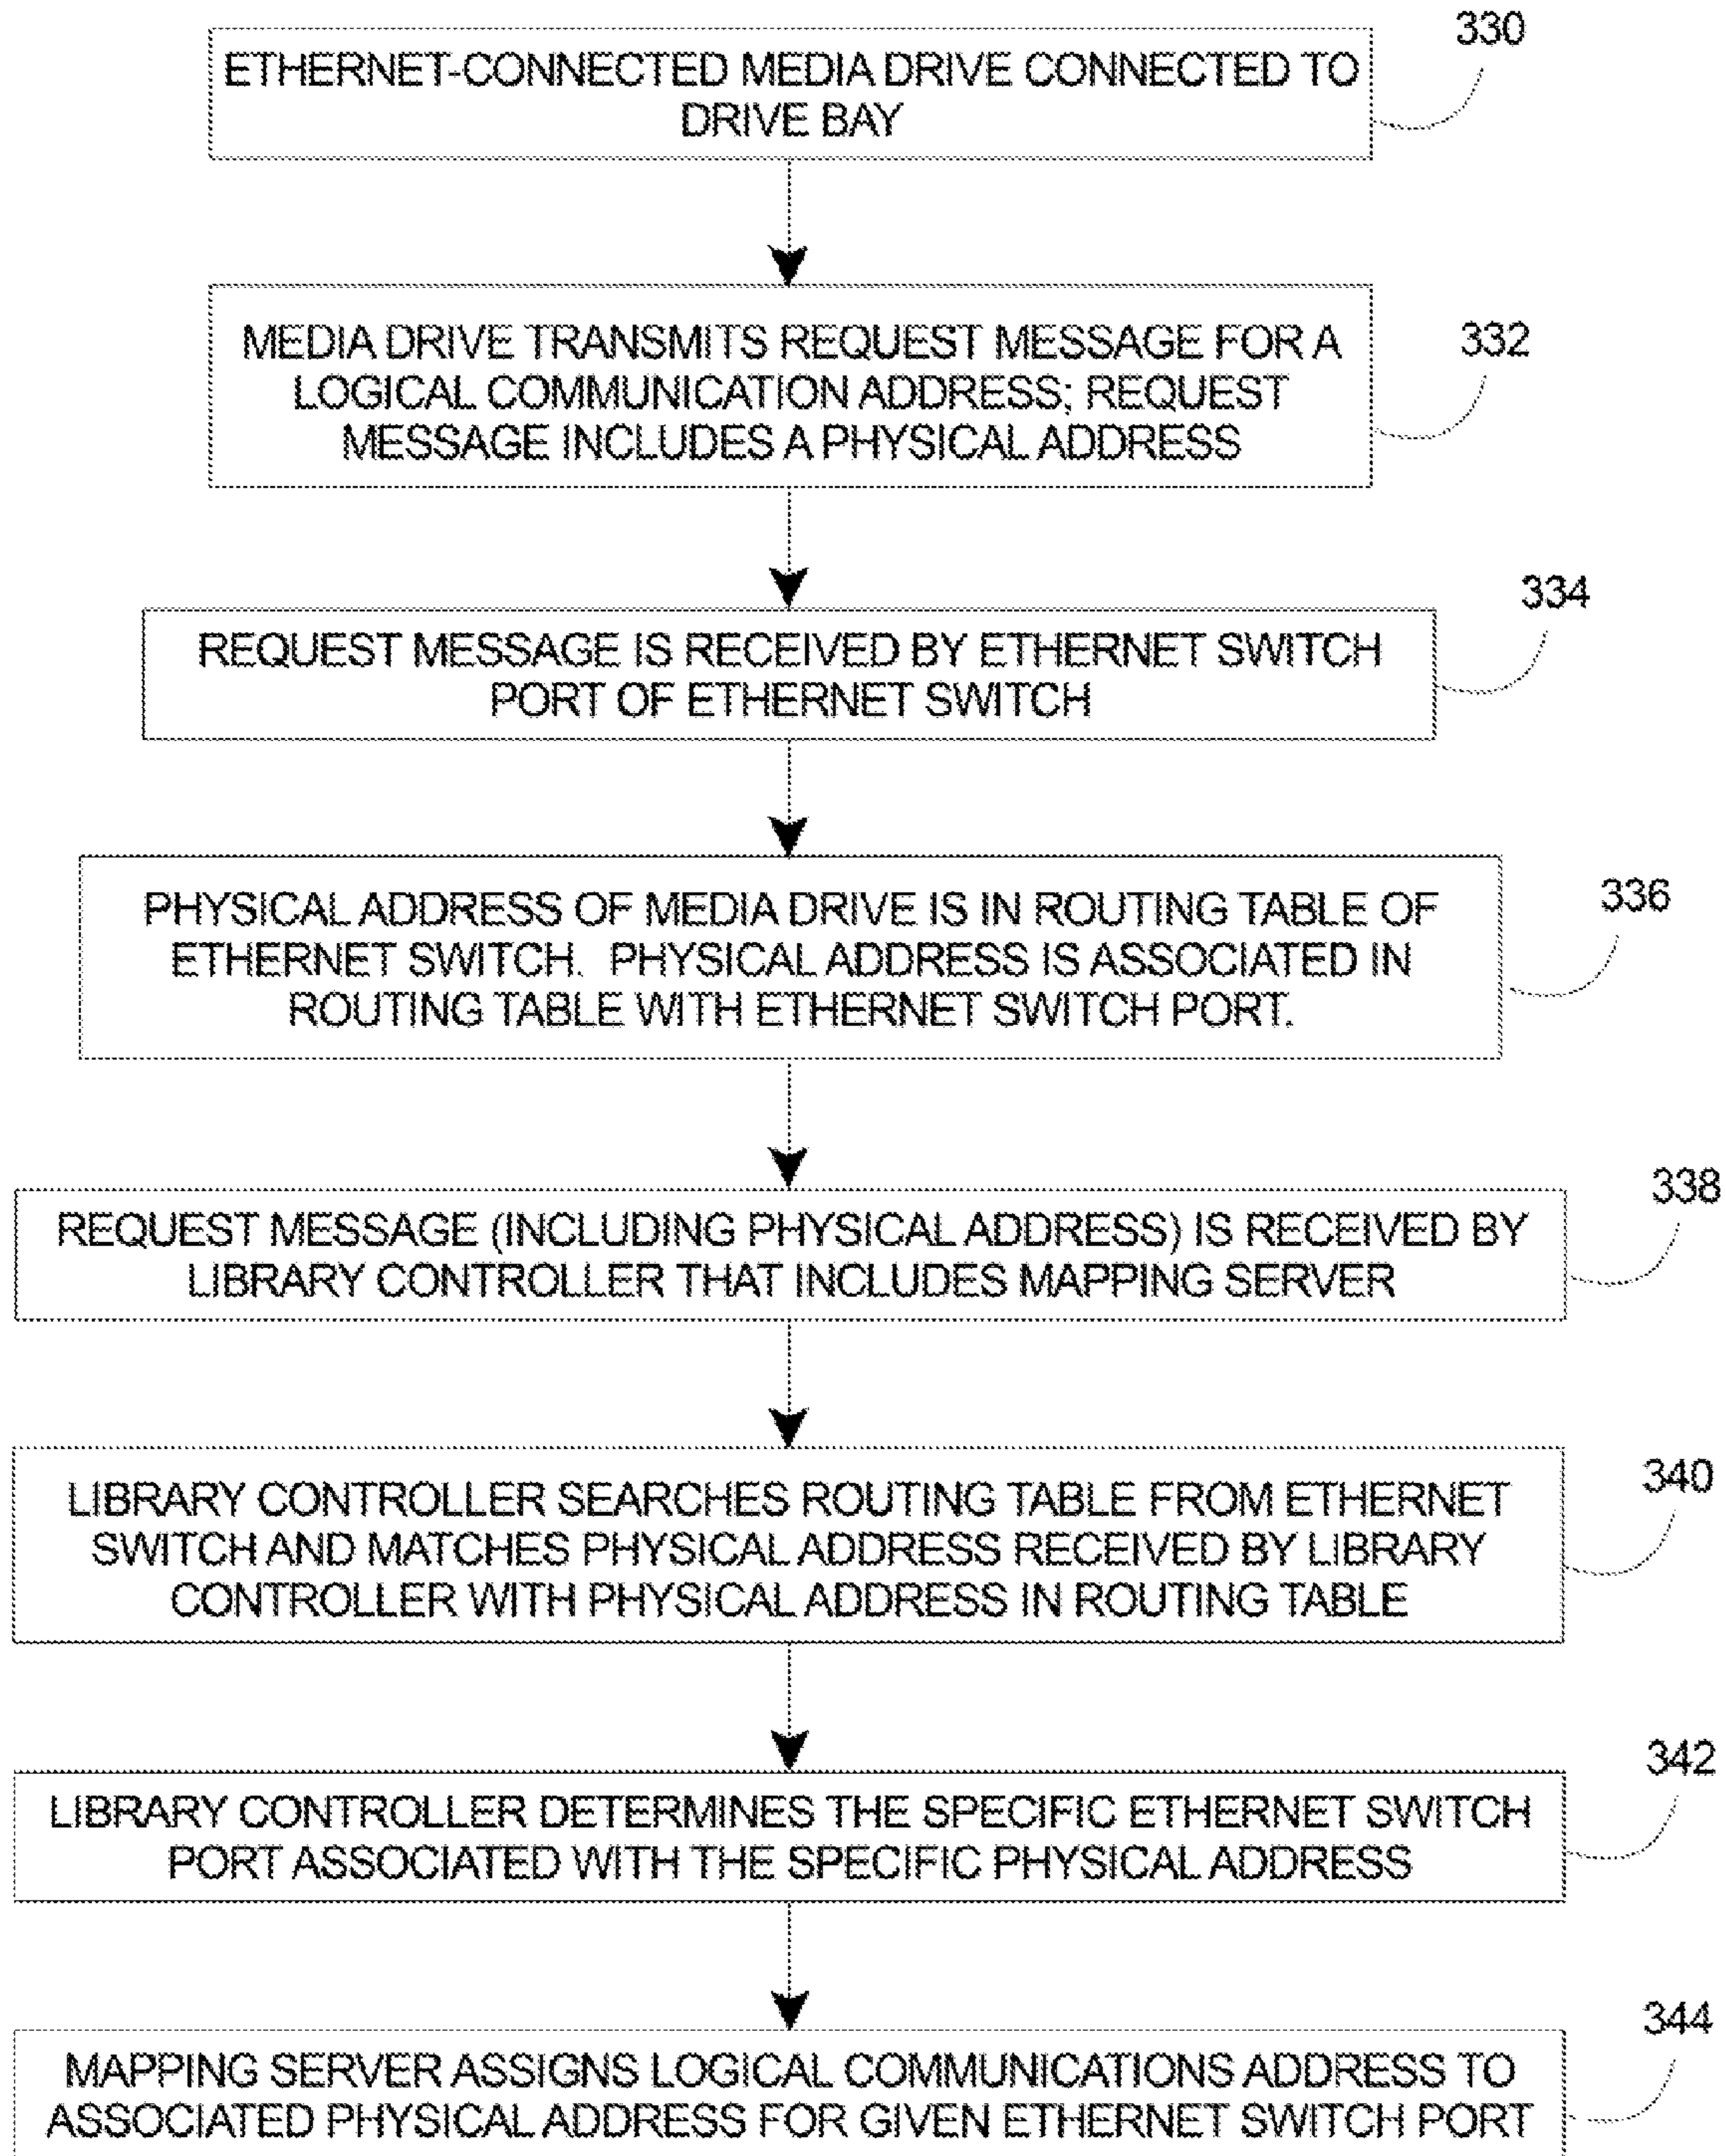 330
ETHERNET-CONNECTED MEDIA DRIVE CONNECTED TO
DRIVE BAY
332
MEDIA DRIVE TRANSMITS REQUEST MESSAGE FOR A
LOGICAL COMMUNICATION ADDRESS; REQUEST
MESSAGE INCLUDES A PHYSICAL ADDRESS
334
REQUEST MESSAGE IS RECEIVED BY ETHERNET SWITCH
PORT OF ETHERNET SWITCH
336
PHYSICAL ADDRESS OF MEDIA DRIVE IS IN ROUTING TABLE OF
ETHERNET SWITCH. PHYSICAL ADDRESS IS ASSOCIATED IN
ROUTING TABLE WITH ETHERNET SWITCH PORT.
338
REQUEST MESSAGE (INCLUDING PHYSICAL ADDRESS) IS RECEIVED BY
LIBRARY CONTROLLER THAT INCLUDES MAPPING SERVER
340
LIBRARY CONTROLLER SEARCHES ROUTING TABLE FROM ETHERNET
SWITCH AND MATCHES PHYSICAL ADDRESS RECEIVED BY LIBRARY
CONTROLLER WITH PHYSICAL ADDRESS IN ROUTING TABLE
342
LIBRARY CONTROLLER DETERMINES THE SPECIFIC ETHERNET SWITCH
PORT ASSOCIATED WITH THE SPECIFIC PHYSICAL ADDRESS
344
MAPPING SERVER ASSIGNS LOGICAL COMMUNICATIONS ADDRESS TO
ASSOCIATED PHYSICAL ADDRESS FOR GIVEN ETHERNET SWITCH PORT